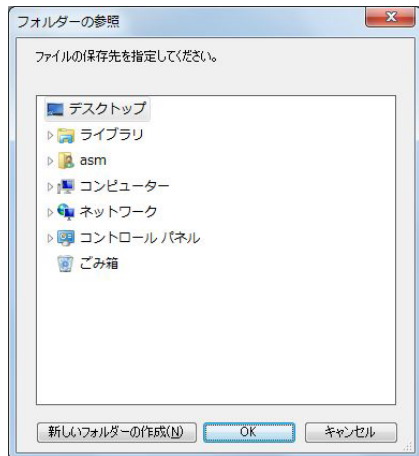 フォルダーの参照
ファイルの保存先を指定してください。
デスクトップ
ライブラリ
asm
コンピューター
ネットワーク
コントロール パネル
ごみ箱
新しいフォルダーの作成(N) OK キャンセル